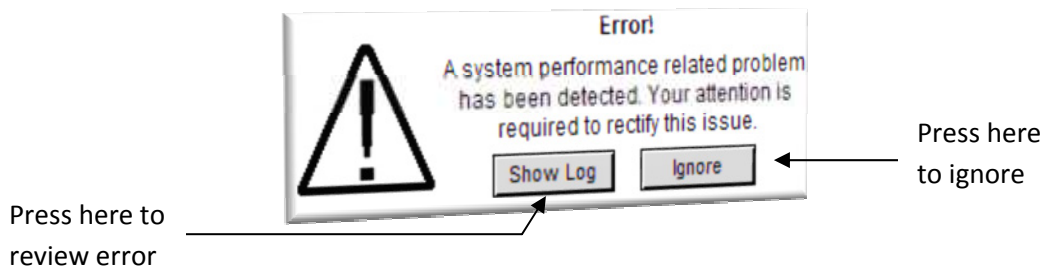 Error!
A system performance related problem
has been detected. Your attention is
required to rectify this issue.
Show Log
Ignore
Press here
to ignore
Press here to
review error